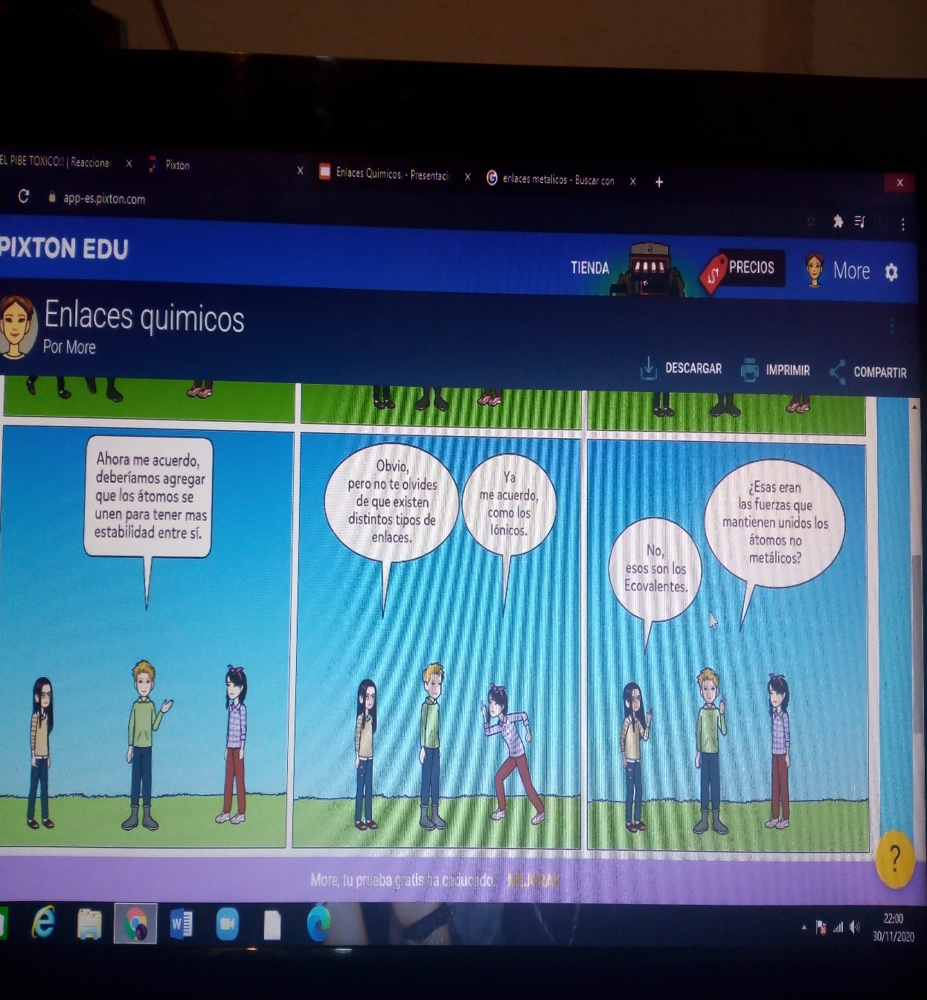 EL PIBE TOXICO!! | Reacciona
Pixton
Enlaces Quimicos. - Presentaci
enlaces metalicos - Buscar con
app-es.pixton.com
PIXTON EDU
TIENDA
PRECIOS
More
Enlaces quimicos
Por More
DESCARGAR
IMPRIMIR
COMPARTIR
Ahora me acuerdo,
deberíamos agregar
que los átomos se
unen para tener mas
estabilidad entre sí.
Obvio,
pero no te olvides
de que existen
distintos tipos de
enlaces.
Ya
me acuerdo,
como los
Iónicos.
No,
esos son los
Ecovalentes.
¿Esas eran
las fuerzas que
mantienen unidos los
átomos no
metálicos?
More, tu prueba gratis ha caducado. MEJORAR
?
22:00
30/11/2020